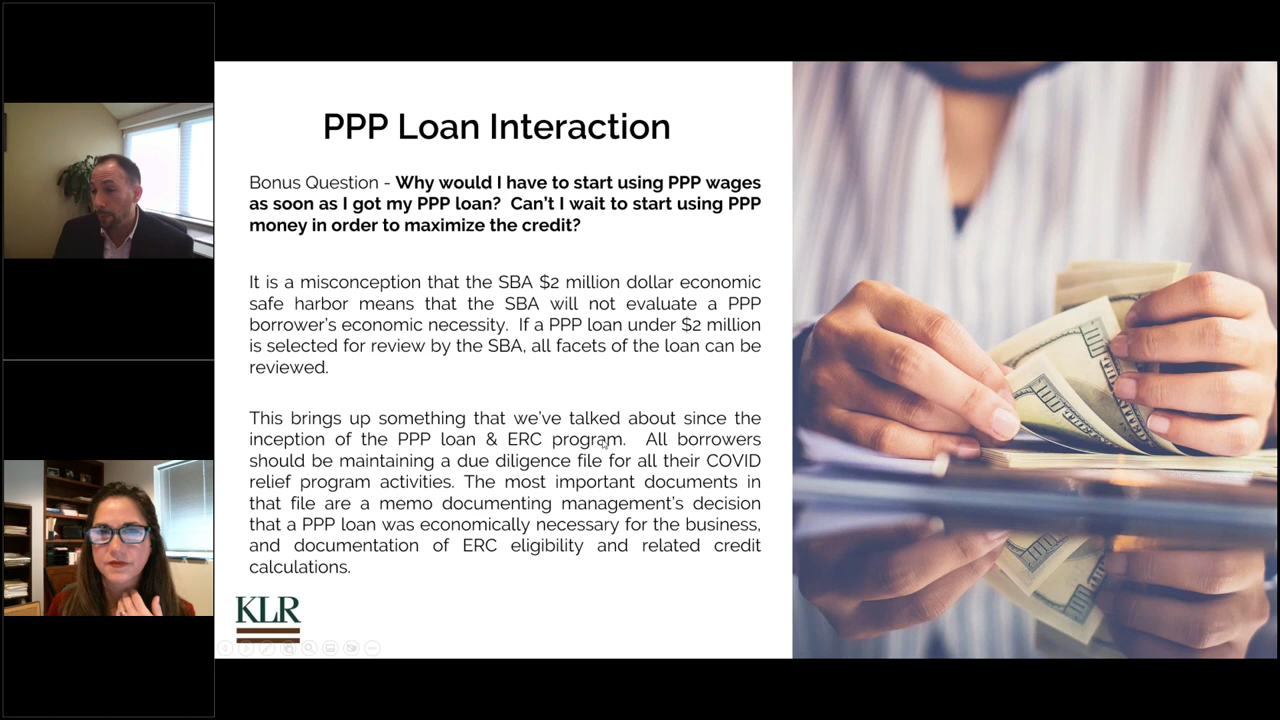 PPP Loan Interaction
Bonus Question - Why would I have to start using PPP wages
as soon as I got my PPP loan?  Can't I wait to start using PPP
money in order to maximize the credit?
It is a misconception that the SBA $2 million dollar economic
safe harbor means that the SBA will not evaluate a PPP
borrower's economic necessity.  If a PPP loan under $2 million
is selected for review by the SBA, all facets of the loan can be
reviewed.
This brings up something that we've talked about since the
inception of the PPP loan & ERC program.  All borrowers
should be maintaining a due diligence file for all their COVID
relief program activities. The most important documents in
that file are a memo documenting management's decision
that a PPP loan was economically necessary for the business,
and documentation of ERC eligibility and related credit
calculations.
KLR